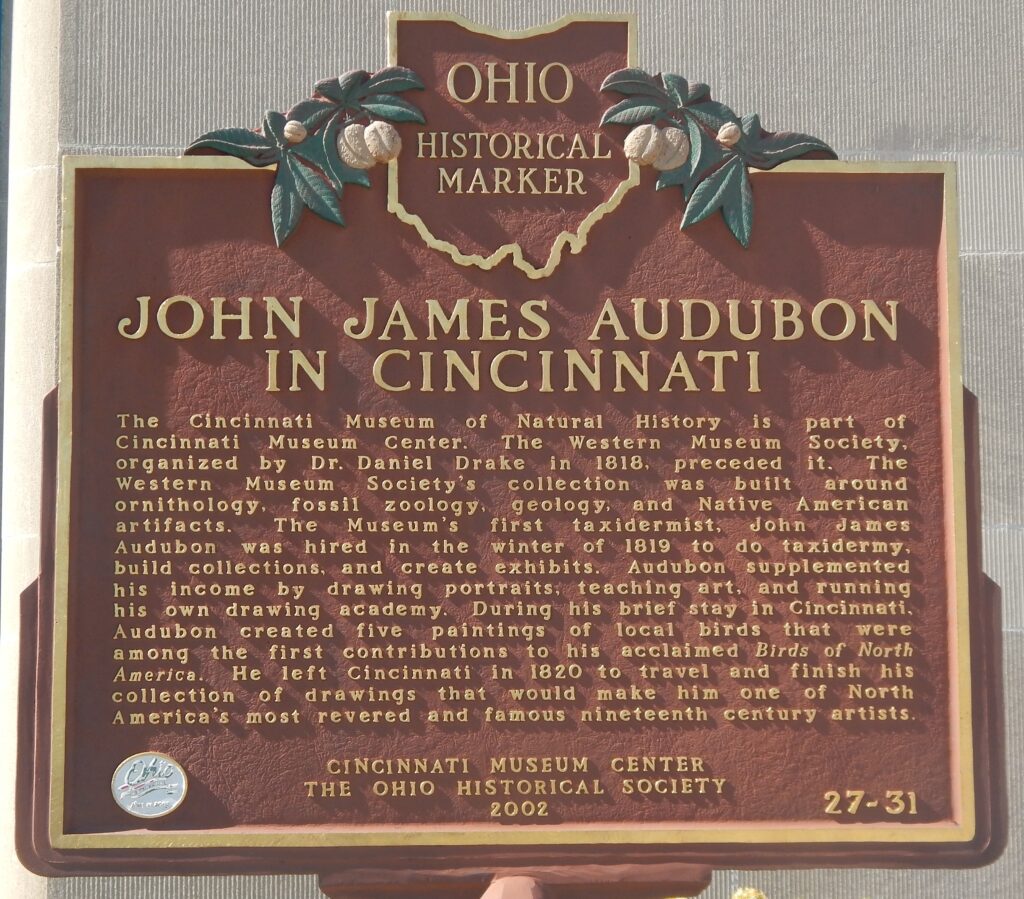 OHIO
HISTORICAL
MARKER
JOHN JAMES AUDUBON
IN CINCINNATI
The Cincinnati Museum of Natural History is part of
Cincinnati Museum Center. The Western Museum Society,
organized by Dr. Daniel Drake in 1818, preceded it. The
Western Museum Society's collection was built around
ornithology, fossil zoology, geology, and Native American
artifacts. The Museum's first taxidermist, John James
Audubon was hired in the winter of 1819 to do taxidermy,
build collections, and create exhibits. Audubon supplemented
his income by drawing portraits, teaching art, and running
his own drawing academy. During his brief stay in Cincinnati,
Audubon created five paintings of local birds that were
among the first contributions to his acclaimed Birds of North
America. He left Cincinnati in 1820 to travel and finish his
collection of drawings that would make him one of North
America's most revered and famous nineteenth century artists.
Ohio
CINCINNATI MUSEUM CENTER
THE OHIO HISTORICAL SOCIETY
2002
27-31